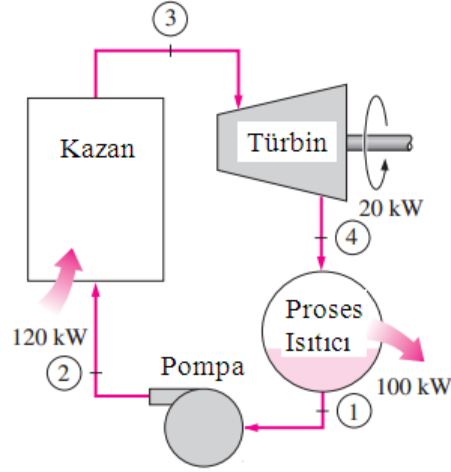 3
Kazan
Türbin
20 kW
4
Proses
Isıtıcı
120 kW
2
Pompa
100 kW
1